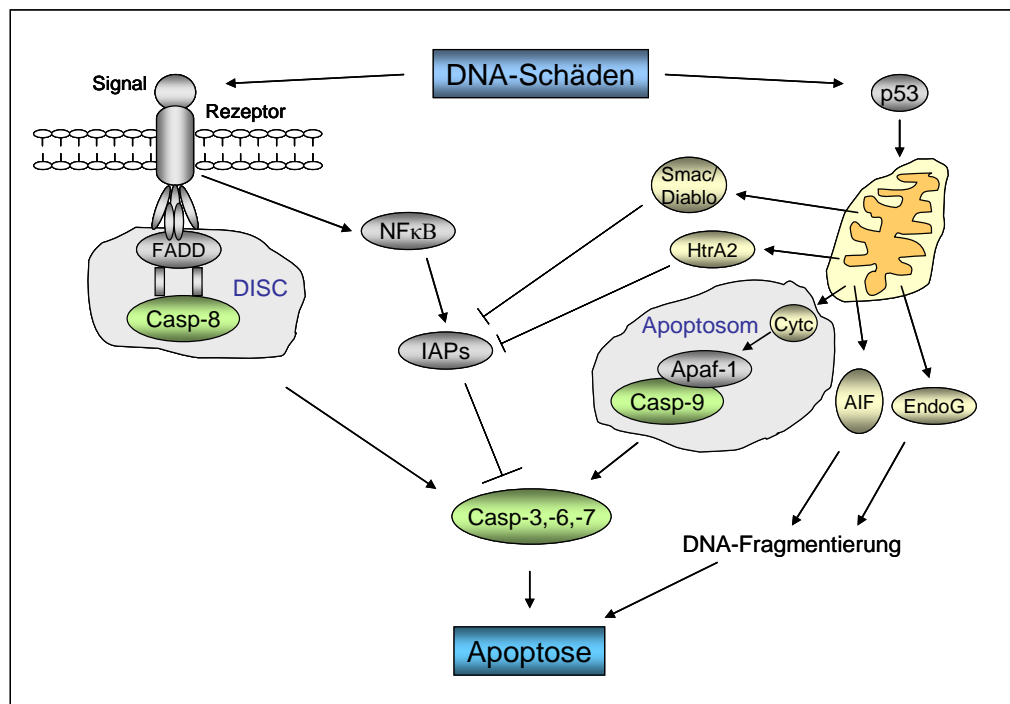 DNA-Schäden
Signal
p53
Rezeptor
Smac/
Diablo
NFκB
FADD
HtrA2
DISC
Casp-8
Apoptosom
Cytc
IAPs
Apaf-1
Casp-9
AIF
EndoG
Casp-3,-6,-7
DNA-Fragmentierung
Apoptose